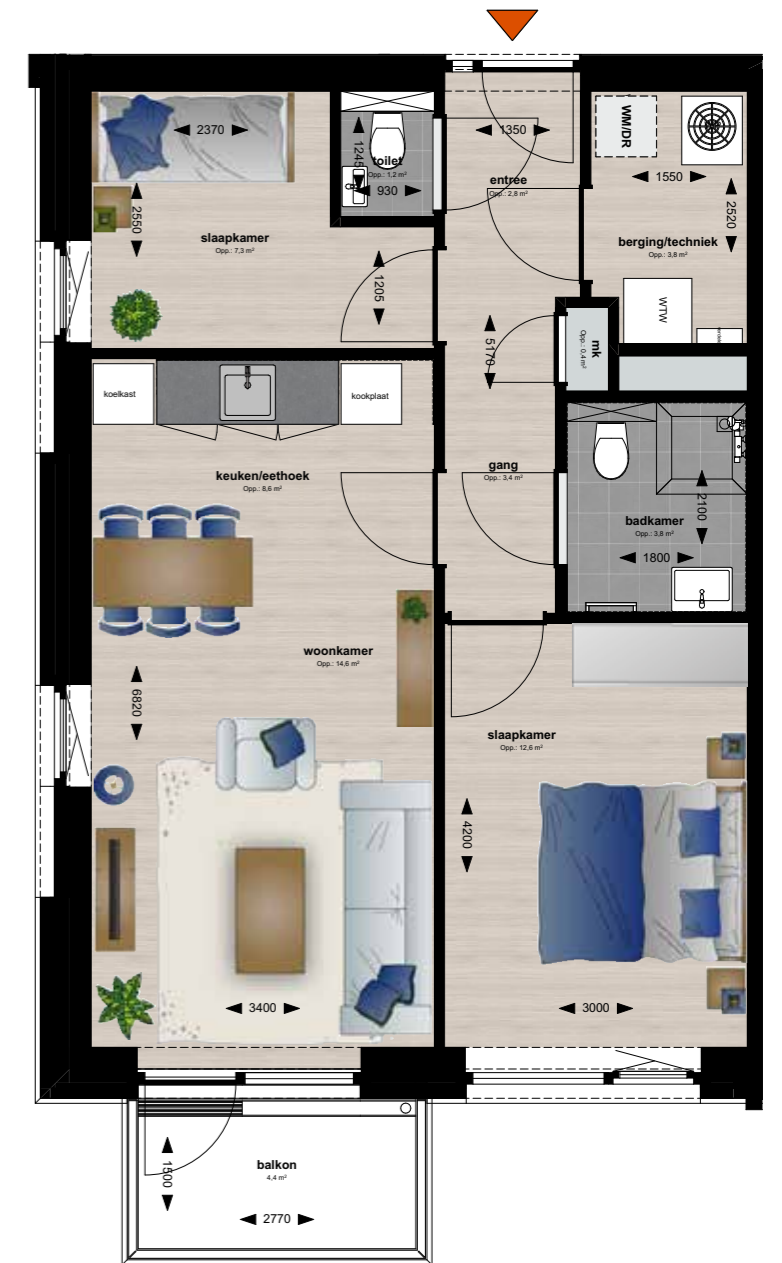 2370
1245
toilet
Opp.: 1,2 m²
930
1350
entree
Opp.: 2,8 m²
WM/DR
1550
2520
berging/techniek
Opp.: 3,8 m²
2550
slaapkamer
Opp.: 7,3 m²
1205
WTW
5170
mk
Opp.: 0.4m²
koelkast
kookplaat
keuken/eethoek
Opp.: 8,6 m²
gang
Opp.: 3,4 m²
2100
badkamer
Opp.: 3,8 m²
1800
woonkamer
Opp.: 14,6 m²
6820
slaapkamer
Opp.: 12,6 m²
4200
3400
3000
1500
balkon
4,4 m²
2770